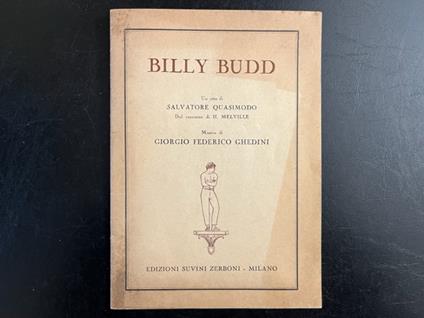 BILLY BUDD
Un atto di
SALVATORE QUASIMODO
Dal racconto di H. MELVILLE
Musica di
GIORGIO FEDERICO GHEDINI
EDIZIONI SUVINI ZERBONI - MILANO